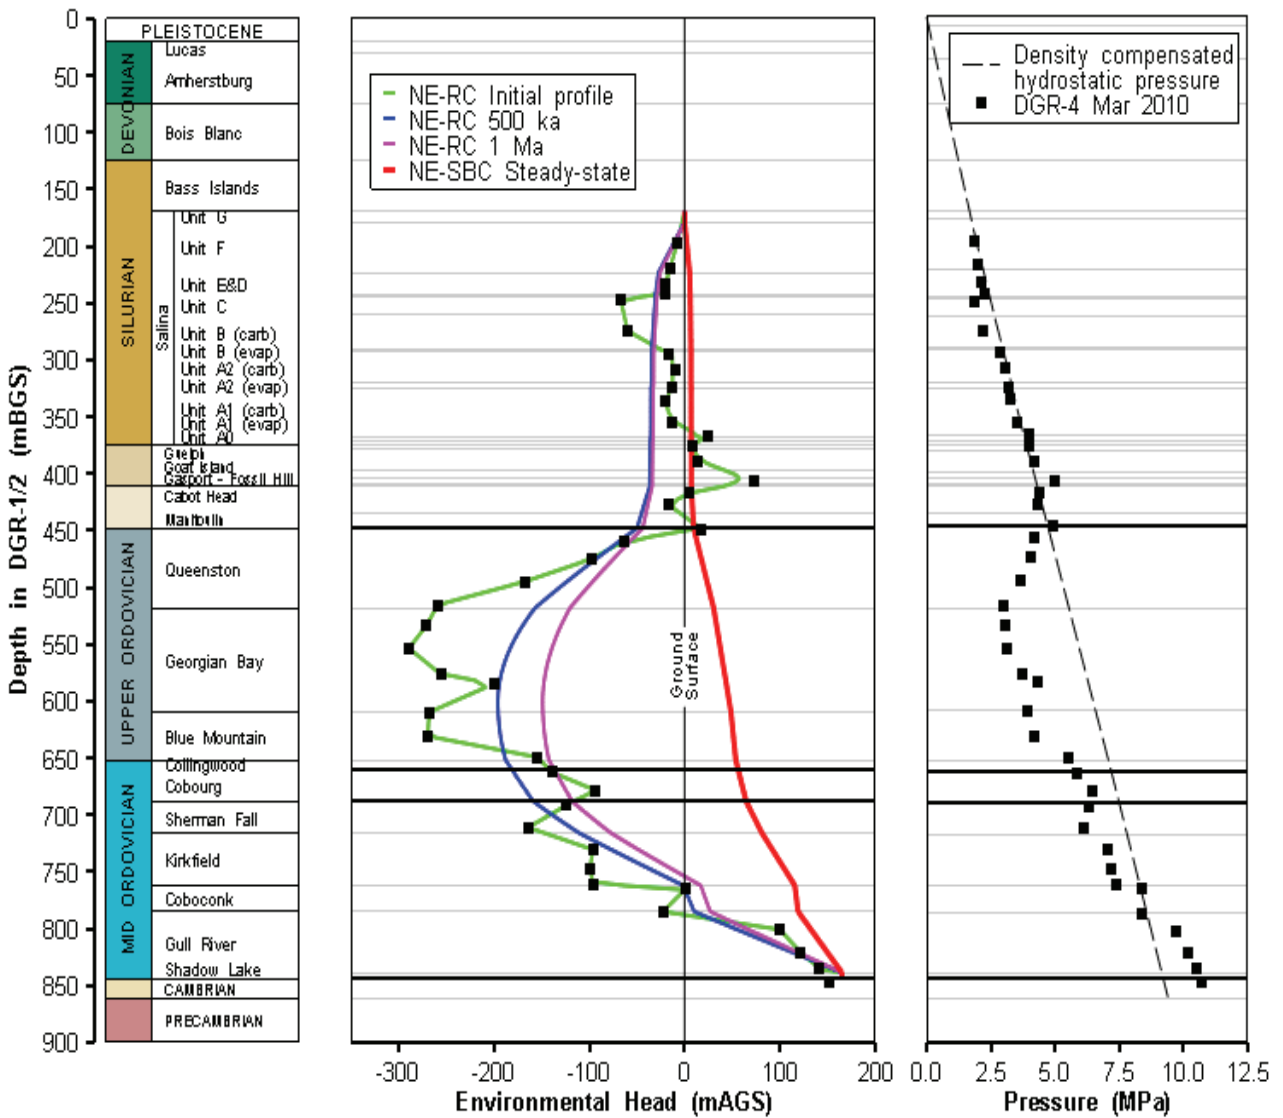 Depth in DGR-1/2 (mBGS)
0
50
100
150
200
250
300
350
400
450
500
550
600
650
700
750
800
850
900
DEVONIAN
SILURIAN
UPPER ORDOVICIAN
MID ORDOVICIAN
PLEISTOCENE
Lucas
Amherstburg
Bois Blanc
Bass Islands
Salina
Unit G
Unit F
Unit E&D
Unit C
Unit B (carb)
Unit B (evap)
Unit A2 (carb)
Unit A2 (evap)
Unit A1 (carb)
Unit A1 (evap)
Unit A0
Guelph
Goat Island
Gasport - Fossil Hill
Cabot Head
Manitoulin
Queenston
Georgian Bay
Blue Mountain
Collingwood
Cobourg
Sherman Fall
Kirkfield
Coboconk
Gull River
Shadow Lake
CAMBRIAN
PRECAMBRIAN
NE-RC Initial profile
NE-RC 500 ka
NE-RC 1 Ma
NE-SBC Steady-state
Ground
Surface
-300
-200
-100
0
100
200
Environmental Head (mAGS)
Density compensated
hydrostatic pressure
DGR-4 Mar 2010
0.0
2.5
5.0
7.5
10.0
12.5
Pressure (MPa)